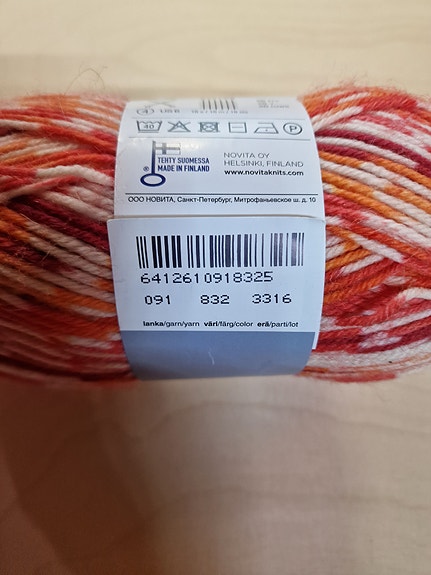 40 P
TEHTY SUOMESSA
MADE IN FINLAND
®
NOVITA OY
HELSINKI, FINLAND
www.novitaknits.com
ООО НОВИТА, Санкт-Петербург, Митрофаньевское ш. д. 10
6412610918325
091 832 3316
lanka/garn/yarn väri/färg/color erä/parti/lot